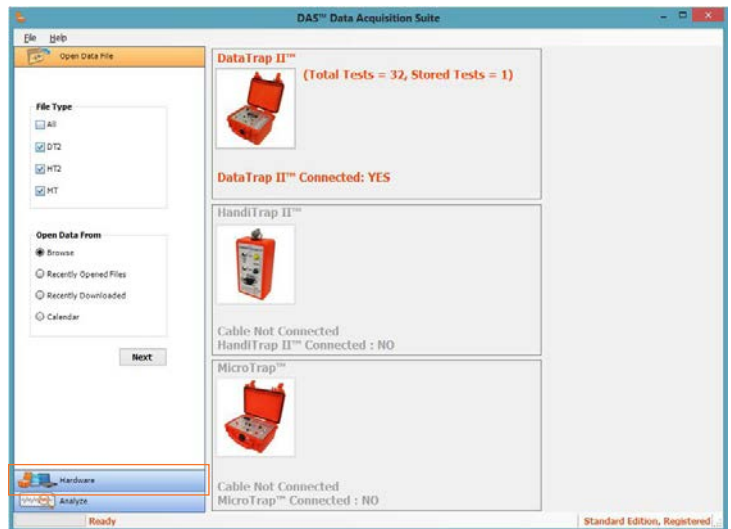 DAS™ Data Acquisition Suite
File Help
Open Data File
File Type
All
DT2
HT2
MT
Open Data From
Browse
Recently Opened Files
Recently Downloaded
Calendar
Next
Hardware
Analyze
DataTrap II™
(Total Tests = 32, Stored Tests = 1)
DataTrap II™ Connected: YES
HandiTrap II™
Cable Not Connected
HandiTrap II™ Connected : NO
MicroTrap™
Cable Not Connected
MicroTrap™ Connected : NO
Ready
Standard Edition, Registered